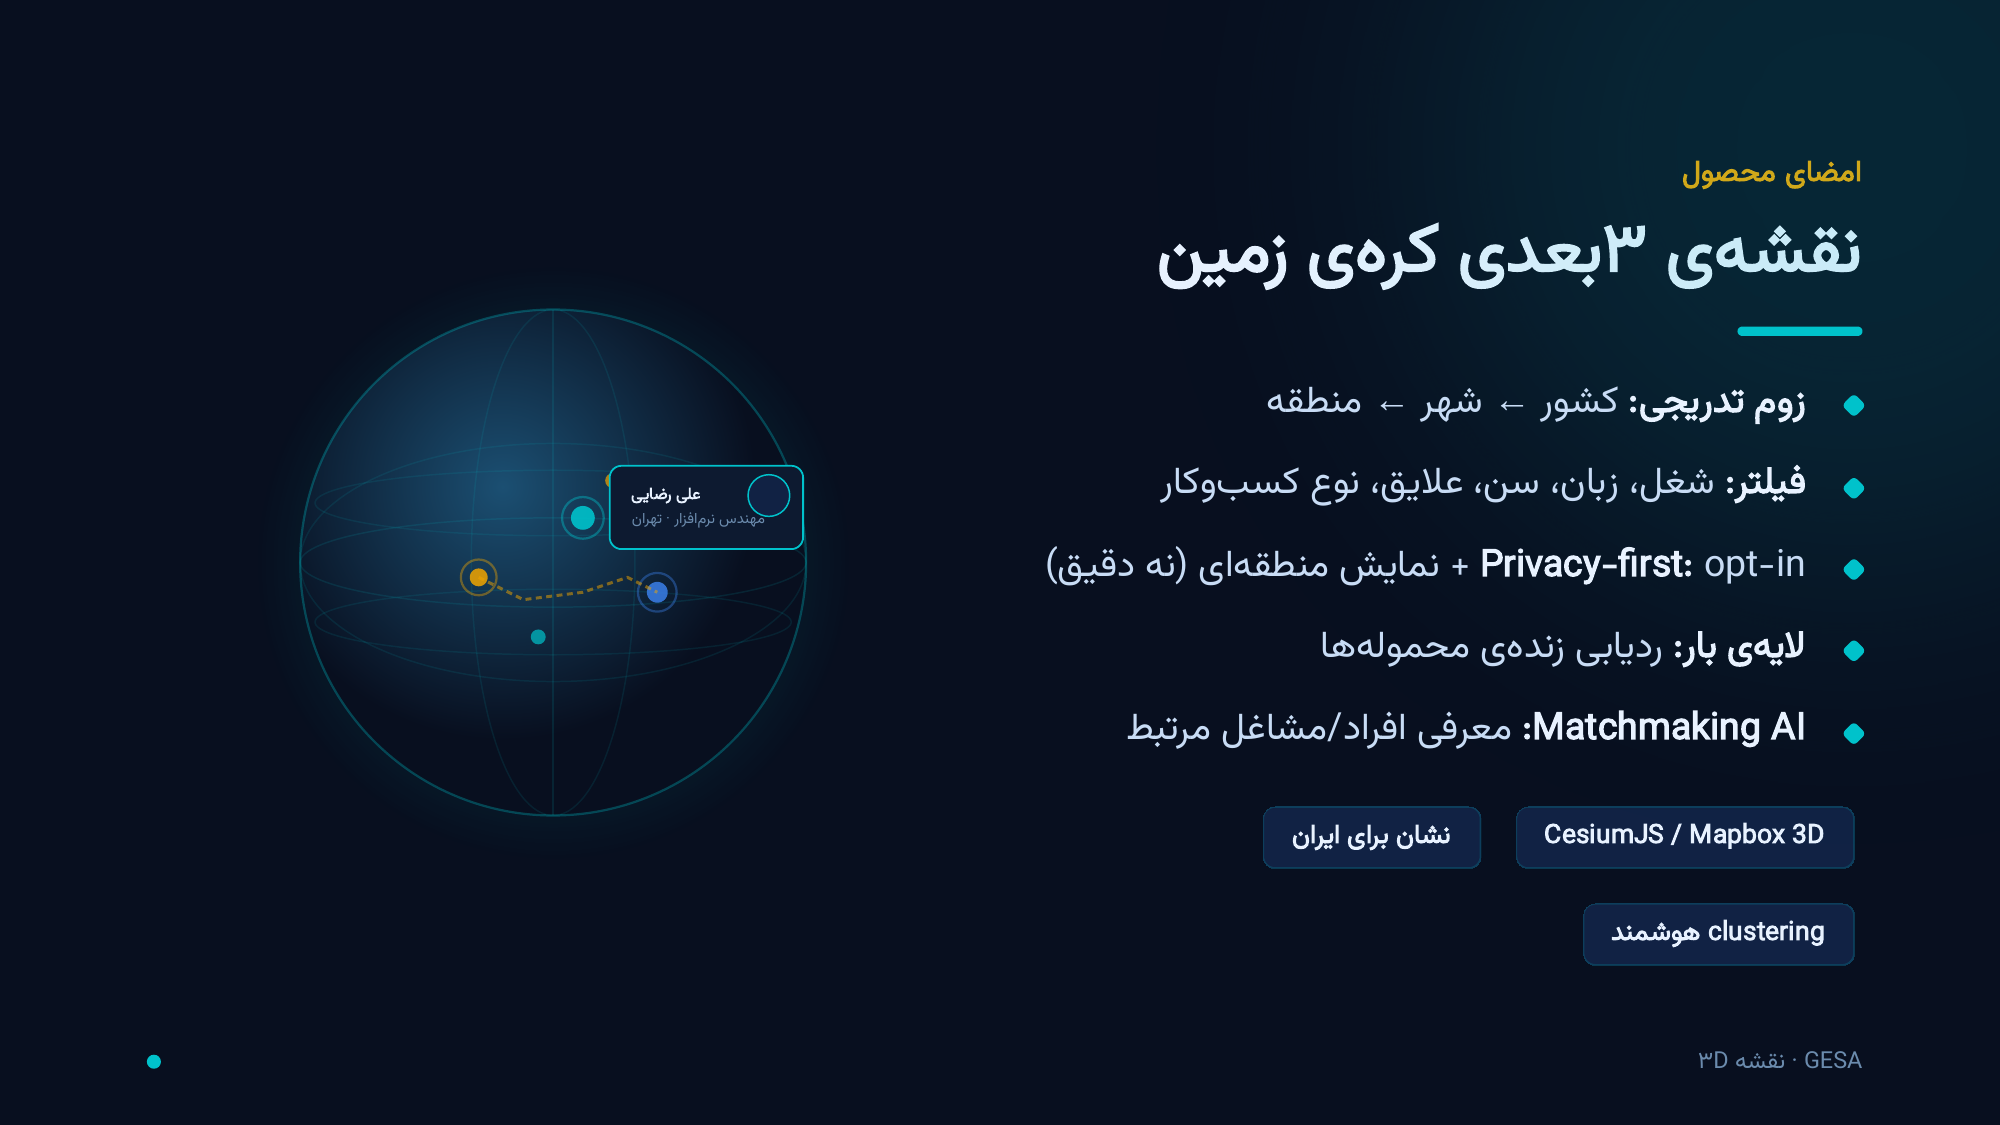 امضای محصول
نقشه‌ی ۳بعدی کره‌ی زمین
زوم تدریجی: کشور ← شهر ← منطقه
فیلتر: شغل، زبان، سن، علایق، نوع کسب‌وکار
Privacy-first: opt-in + نمایش منطقه‌ای (نه دقیق)
لایه‌ی بار: ردیابی زنده‌ی محموله‌ها
Matchmaking AI: معرفی افراد/مشاغل مرتبط
CesiumJS / Mapbox 3D
نشان برای ایران
clustering هوشمند
علی رضایی
مهندس نرم‌افزار · تهران
GESA · نقشه ۳D